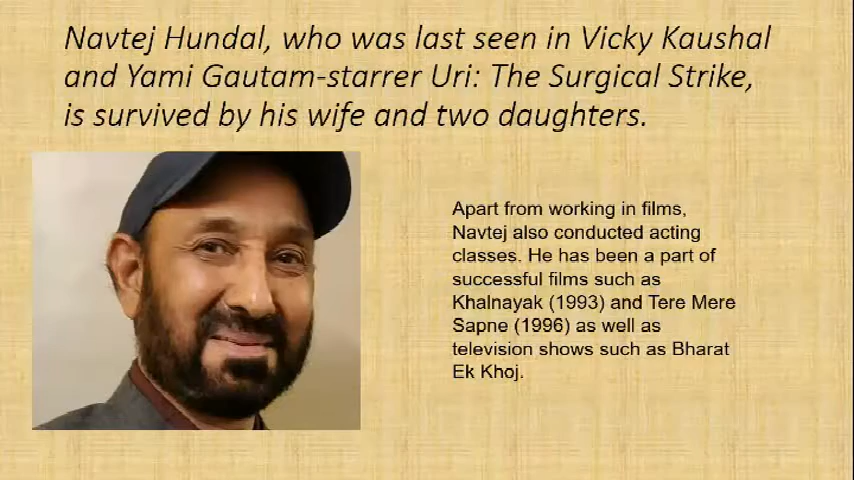 Navtej Hundal, who was last seen in Vicky Kaushal
and Yami Gautam-starrer Uri: The Surgical Strike,
is survived by his wife and two daughters.
Apart from working in films,
Navtej also conducted acting
classes. He has been a part of
successful films such as
Khalnayak (1993) and Tere Mere
Sapne (1996) as well as
television shows such as Bharat
Ek Khoj.